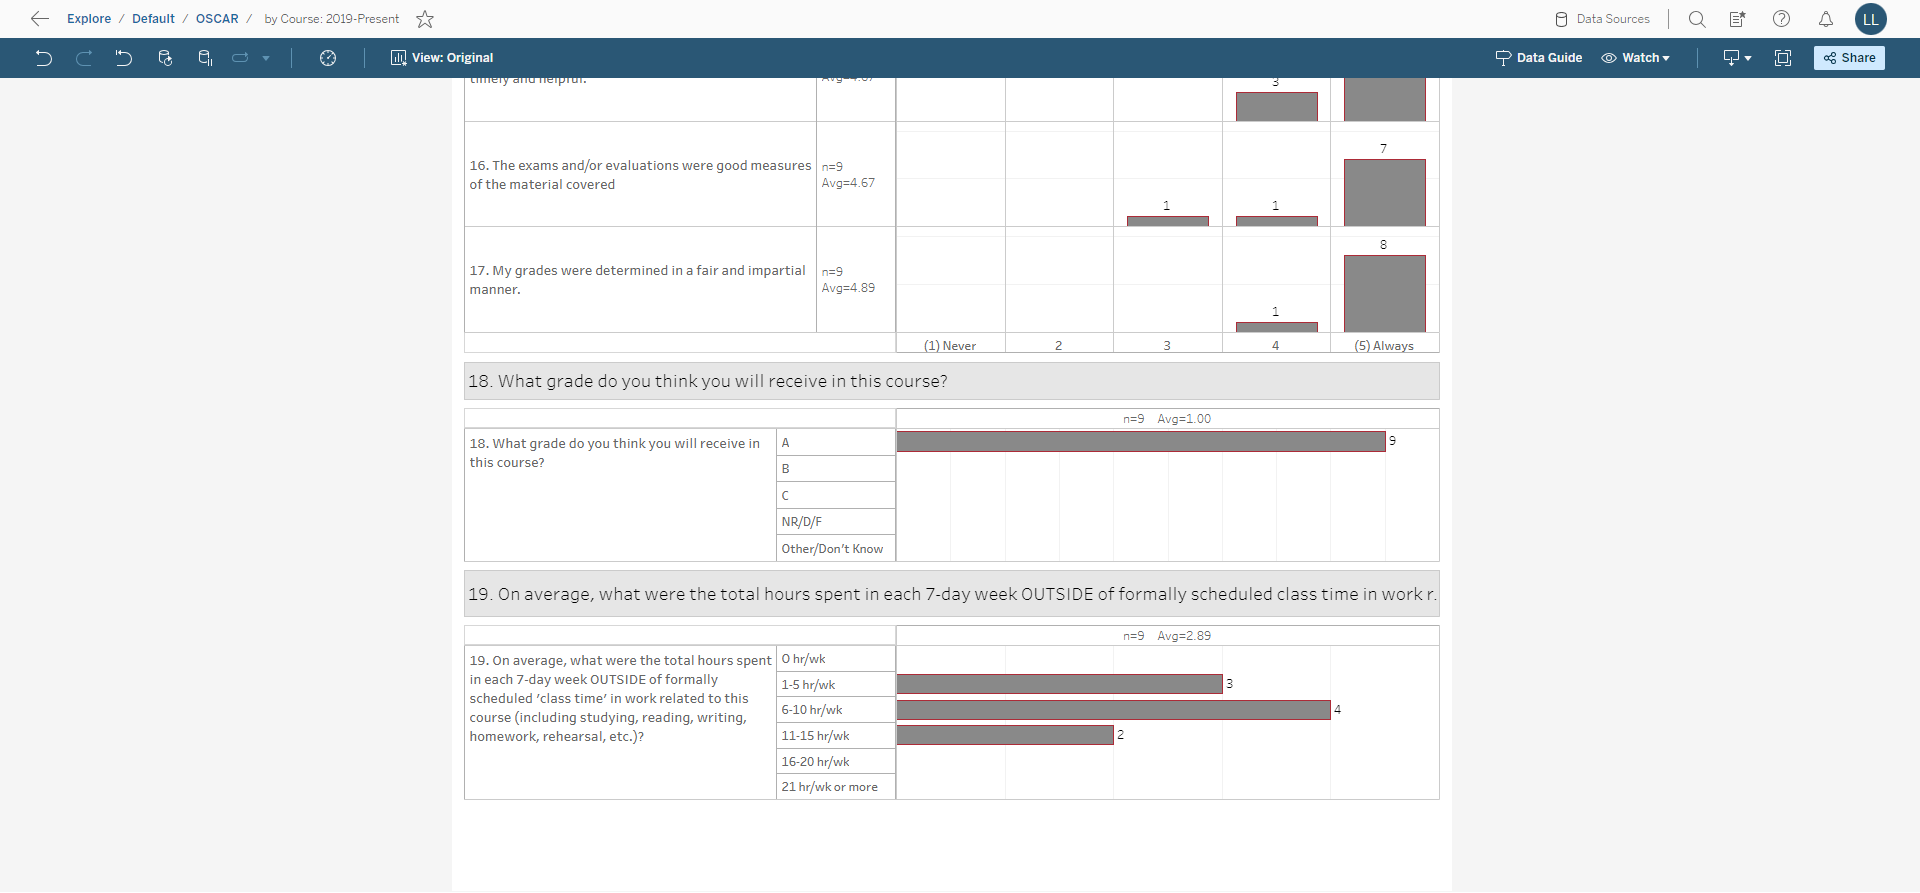 Explore / Default / OSCAR / by Course: 2019-Present
Data Sources
LL
View: Original
Data Guide
Watch
Share
timely and helpful.
Avg=4.67
3
16. The exams and/or evaluations were good measures
of the material covered
n=9
Avg=4.67
1
1
7
17. My grades were determined in a fair and impartial
manner.
n=9
Avg=4.89
1
8
(1) Never
2
3
4
(5) Always
18. What grade do you think you will receive in this course?
n=9 Avg=1.00
18. What grade do you think you will receive in
this course?
A
9
B
C
NR/D/F
Other/Don't Know
19. On average, what were the total hours spent in each 7-day week OUTSIDE of formally scheduled class time in work r.
n=9 Avg=2.89
19. On average, what were the total hours spent
in each 7-day week OUTSIDE of formally
scheduled 'class time' in work related to this
course (including studying, reading, writing,
homework, rehearsal, etc.)?
0 hr/wk
1-5 hr/wk
3
6-10 hr/wk
4
11-15 hr/wk
2
16-20 hr/wk
21 hr/wk or more